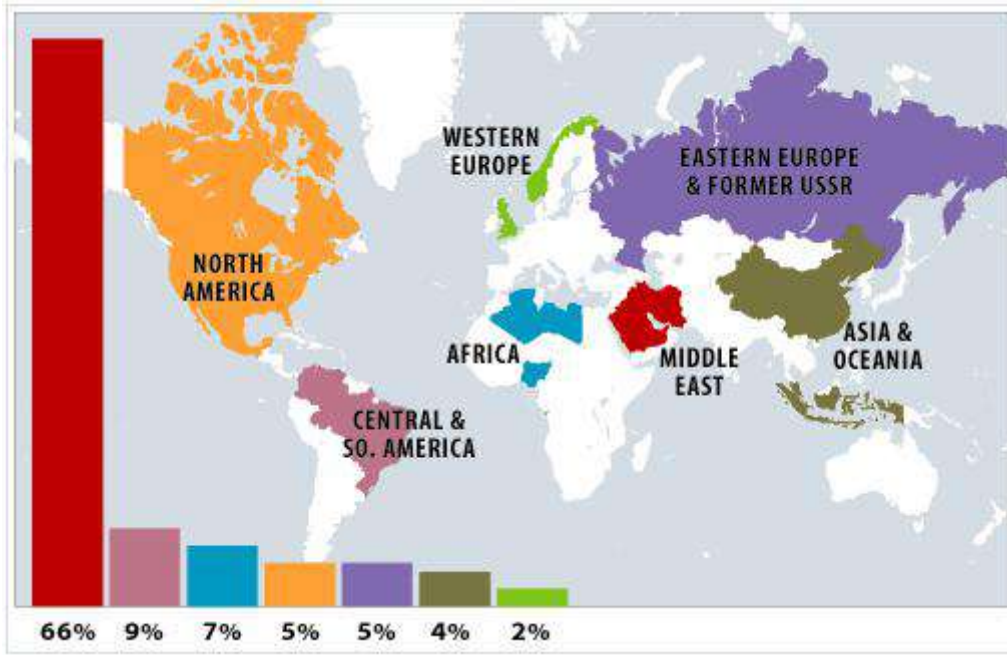 WESTERN
EUROPE
EASTERN EUROPE
& FORMER USSR
NORTH
AMERICA
AFRICA
MIDDLE
EAST
ASIA &
OCEANIA
CENTRAL &
SO. AMERICA
66% 9% 7% 5% 5% 4% 2%